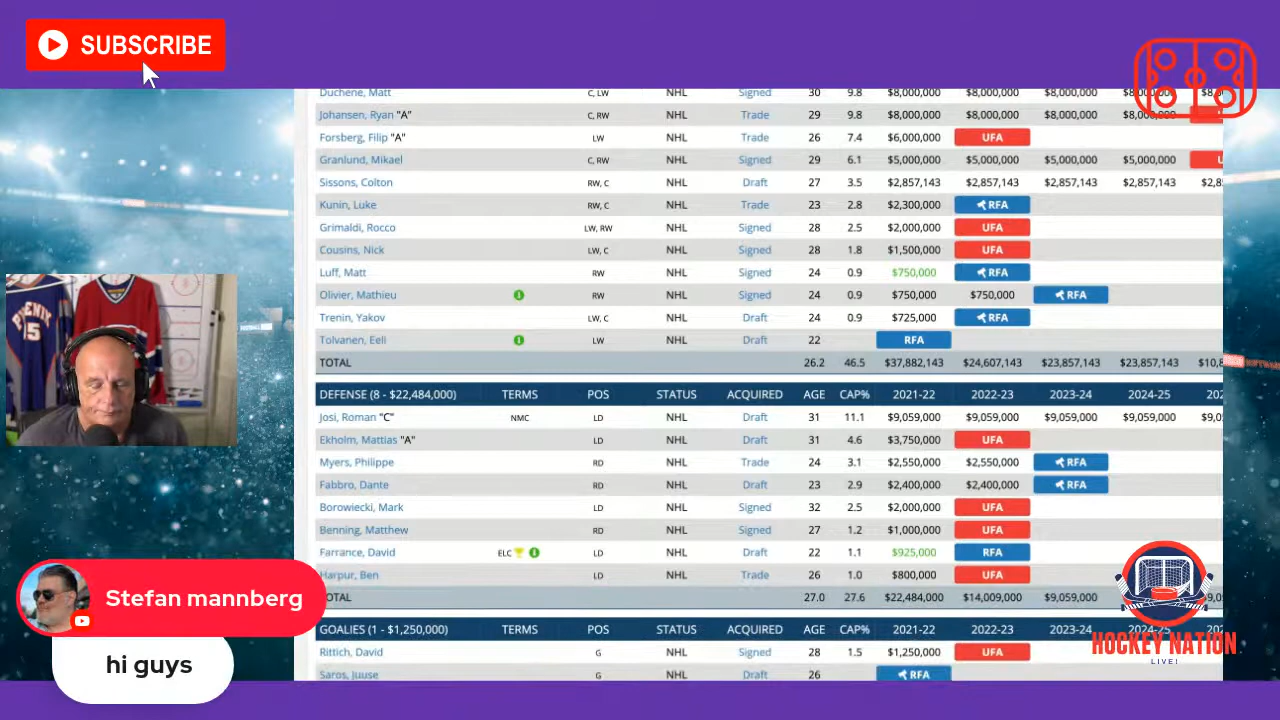 SUBSCRIBE
Duchene, Matt C, LW NHL Signed 30 9.8 $8,000,000 $8,000,000 $8,000,000
Johansen, Ryan "A" C, RW NHL Trade 29 9.8 $8,000,000 $8,000,000 $8,000,000 $8,000,000
Forsberg, Filip "A" LW NHL Trade 26 7.4 $6,000,000 UFA
Granlund, Mikael C, RW NHL Signed 29 6.1 $5,000,000 $5,000,000 $5,000,000 $5,000,000
Sissons, Colton RW, C NHL Draft 27 3.5 $2,857,143 $2,857,143 $2,857,143 $2,857,143 $2,8
Kunin, Luke RW, C NHL Trade 23 2.8 $2,300,000 RFA
Grimaldi, Rocco LW, RW NHL Signed 28 2.5 $2,000,000 UFA
Cousins, Nick LW, C NHL Signed 28 1.8 $1,500,000 UFA
Luff, Matt RW NHL Signed 24 0.9 $750,000 RFA
Olivier, Mathieu RW NHL Signed 24 0.9 $750,000 $750,000 RFA
Trenin, Yakov LW, C NHL Draft 24 0.9 $725,000 RFA
Tolvanen, Eeli LW NHL Draft 22 RFA
TOTAL 26.2 46.5 $37,882,143 $24,607,143 $23,857,143 $23,857,143 $10,8
DEFENSE (8 - $22,484,000) TERMS POS STATUS ACQUIRED AGE CAP% 2021-22 2022-23 2023-24 2024-25 202
Josi, Roman "C" NMC LD NHL Draft 31 11.1 $9,059,000 $9,059,000 $9,059,000 $9,059,000 $9,0
Ekholm, Mattias "A" LD NHL Draft 31 4.6 $3,750,000 UFA
Myers, Philippe RD NHL Trade 24 3.1 $2,550,000 $2,550,000 RFA
Fabbro, Dante RD NHL Draft 23 2.9 $2,400,000 $2,400,000 RFA
Borowiecki, Mark LD NHL Signed 32 2.5 $2,000,000 UFA
Benning, Matthew RD NHL Signed 27 1.2 $1,000,000 UFA
Farrance, David ELC LD NHL Draft 22 1.1 $925,000 RFA
Harpur, Ben LD NHL Trade 26 1.0 $800,000 UFA
OTAL 27.0 27.6 $22,484,000 $14,009,000 $9,059,000
GOALIES (1 - $1,250,000) TERMS POS STATUS ACQUIRED AGE CAP% 2021-22 2022-23 2023-24 2024-25
Rittich, David G NHL Signed 28 1.5 $1,250,000 UFA
Saros, Juuse G NHL Draft 26 RFA
15
Stefan mannberg
hi guys
HOCKEY NATION
LIVE!